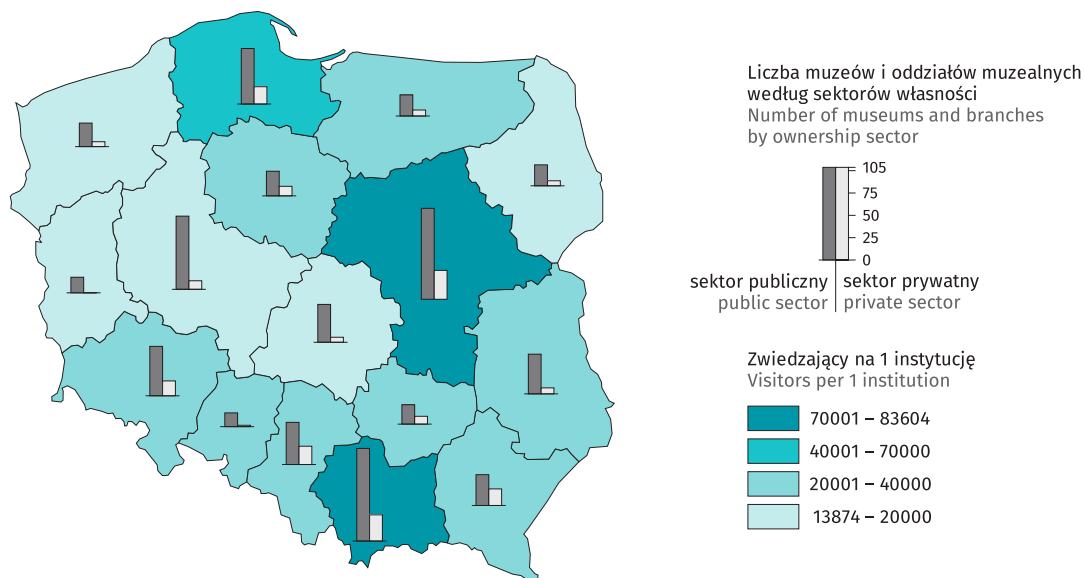 Liczba muzeów i oddziałów muzealnych
według sektorów własności
Number of museums and branches
by ownership sector
105
75
50
25
0
sektor publiczny sektor prywatny
public sector private sector
Zwiedzający na 1 instytucję
Visitors per 1 institution
70001 – 83604
40001 – 70000
20001 – 40000
13874 – 20000